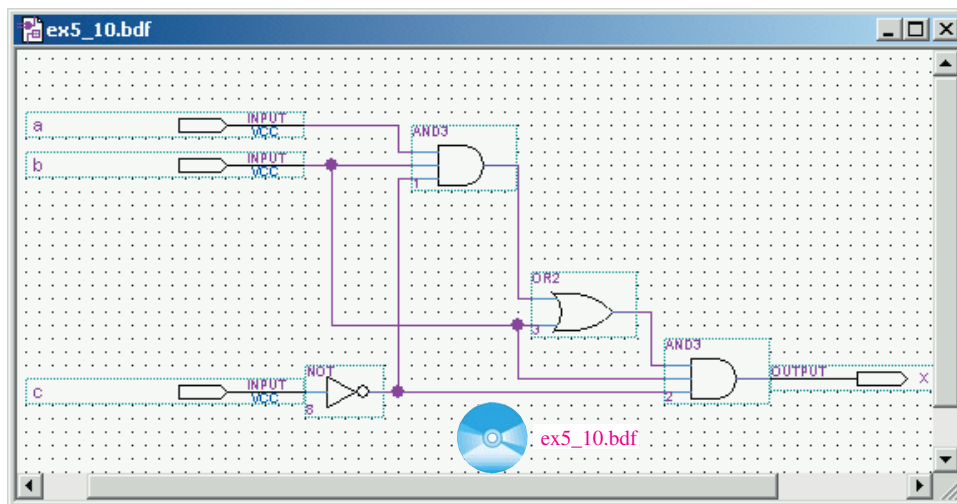 ex5_10.bdf
a
INPUT
VCC
AND3
b
INPUT
VCC
1
OR2
3
AND3
NOT
OUTPUT
x
c
INPUT
VCC
8
2
ex5_10.bdf